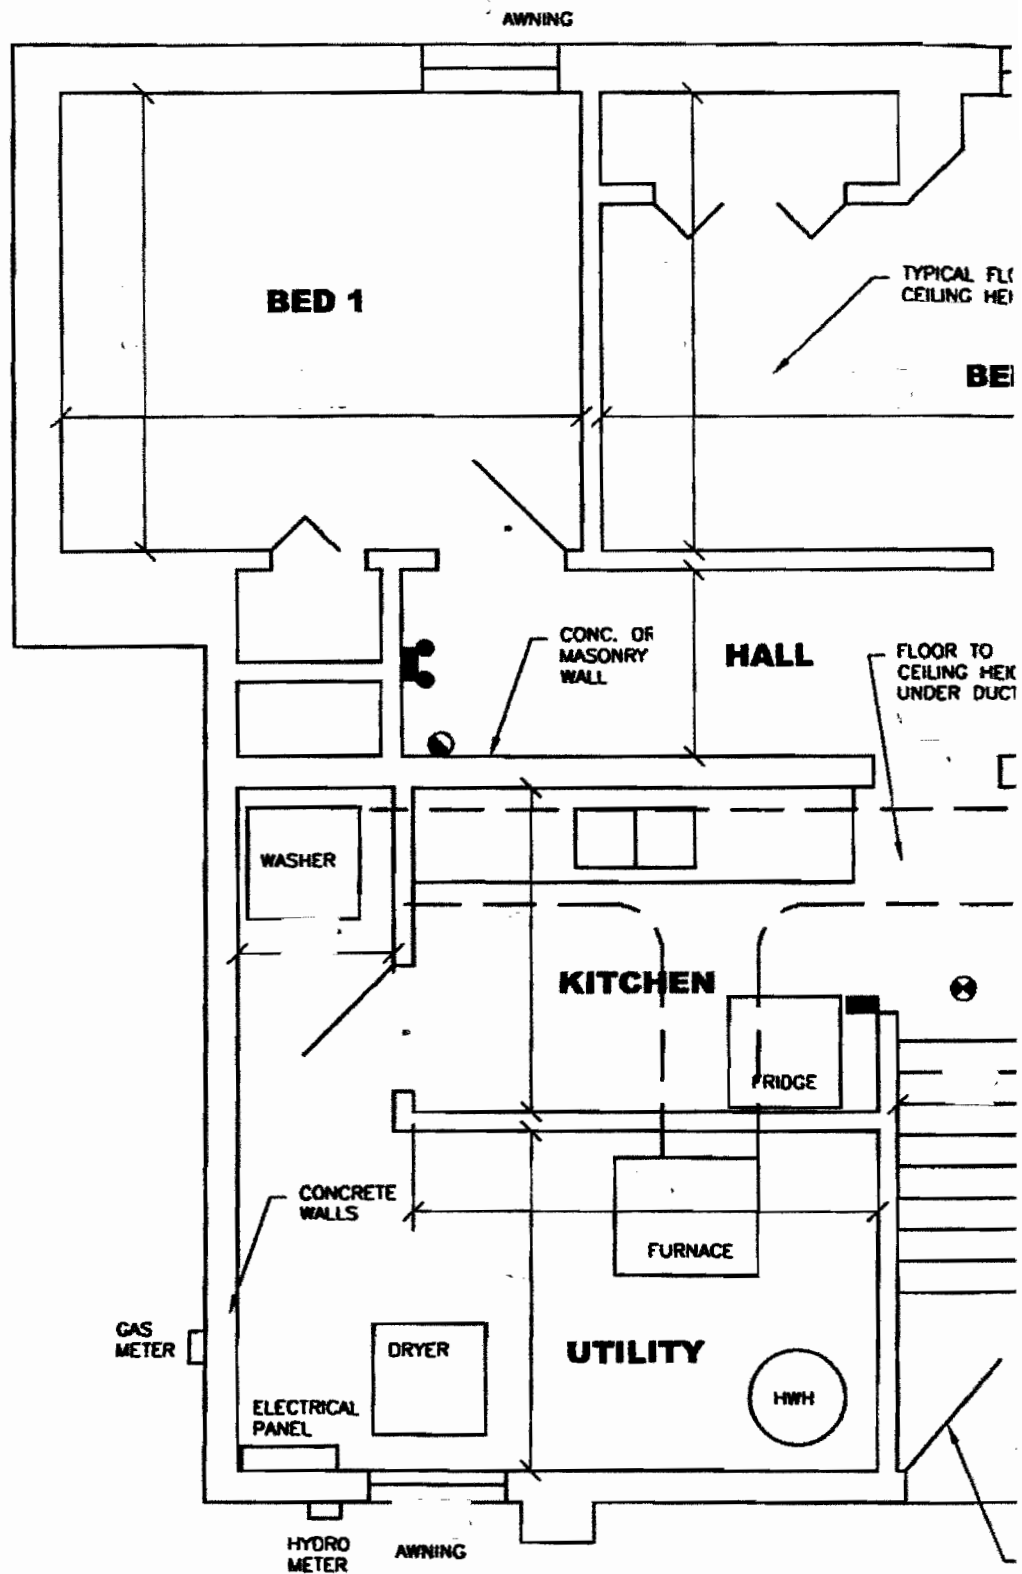 AWNING
BED 1
TYPICAL
CEILING
HALL
CONC. OR
MASONRY
WALL
FLOOR TO
CEILING
UNDER
WASHER
KITCHEN
FRIDGE
CONCRETE
WALLS
FURNACE
GAS
METER
DRYER
UTILITY
HWH
ELECTRICAL
PANEL
HYDRO
METER
AWNING